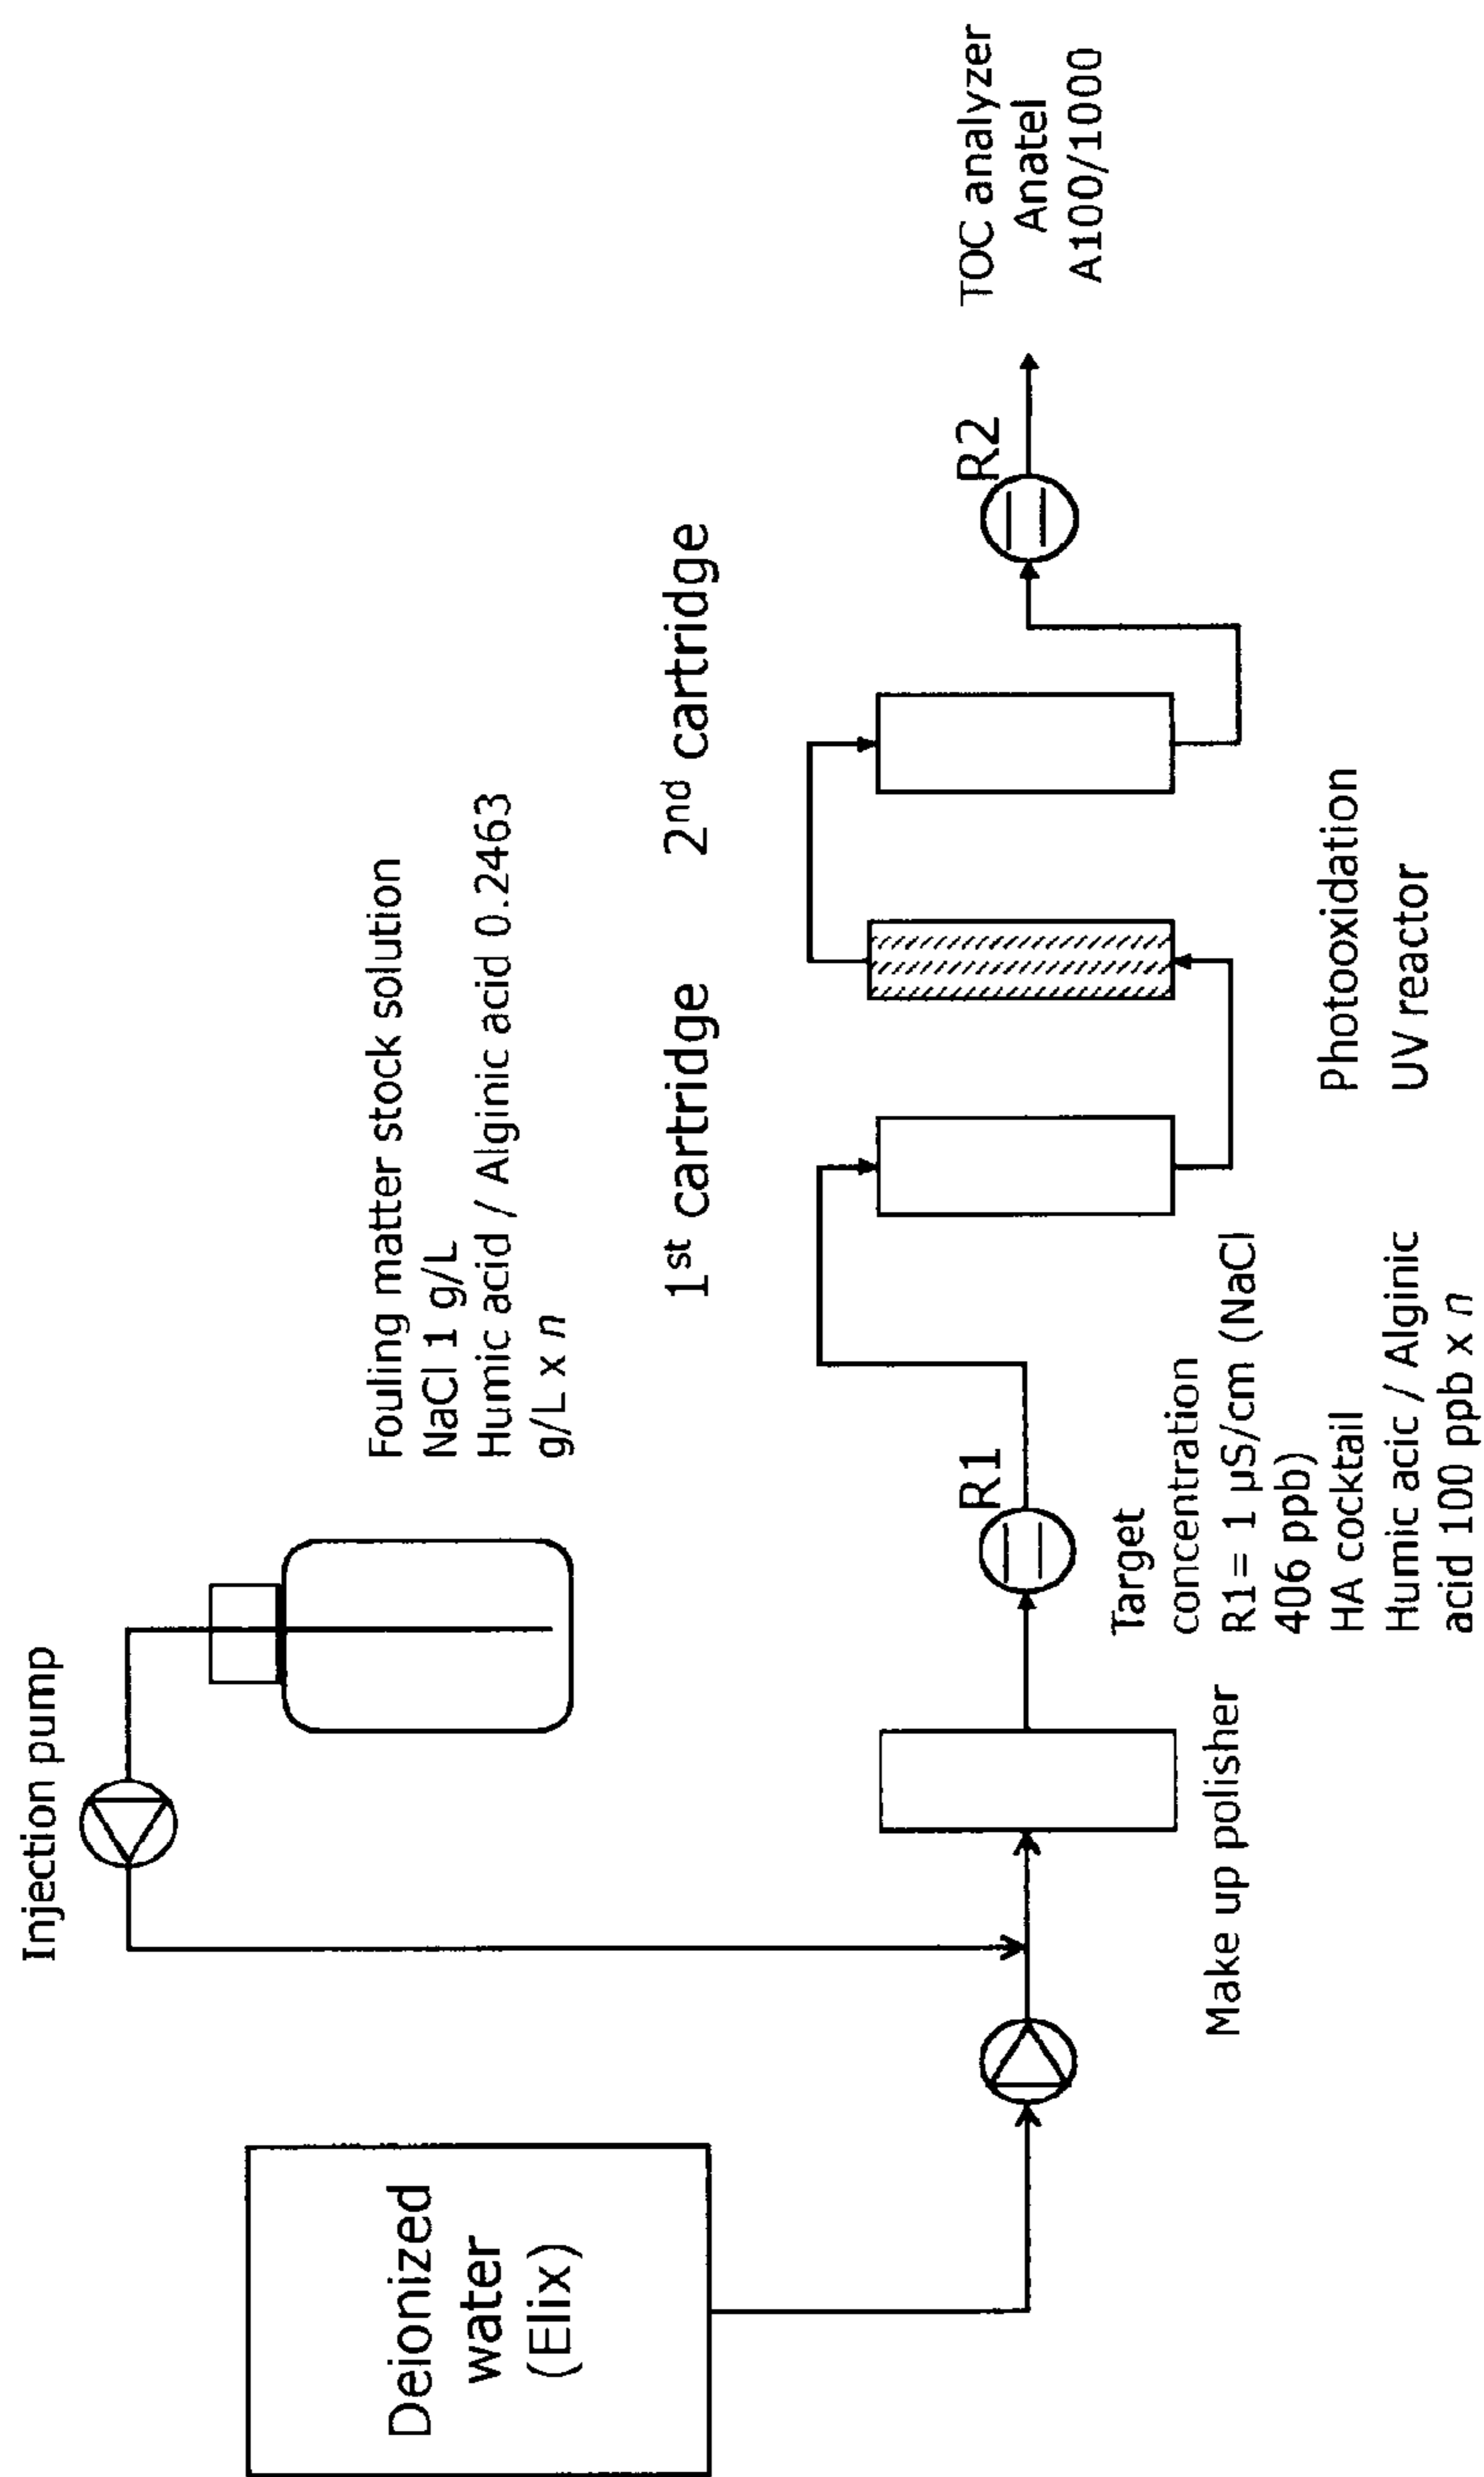 Injection pump
Fouling matter stock solution
NaCl 1 g/L
Humic acid / Alginic acid 0.2463
g/L x n
Deionized
water
(Elix)
1st cartridge
2nd cartridge
R1
R2
TOC analyzer
Anatel
A100/1000
Make up polisher
Target
concentration
R1= 1 µS/cm (NaCl
406 ppb)
HA cocktail
Humic acic / Alginic
acid 100 ppb x n
Photooxidation
UV reactor